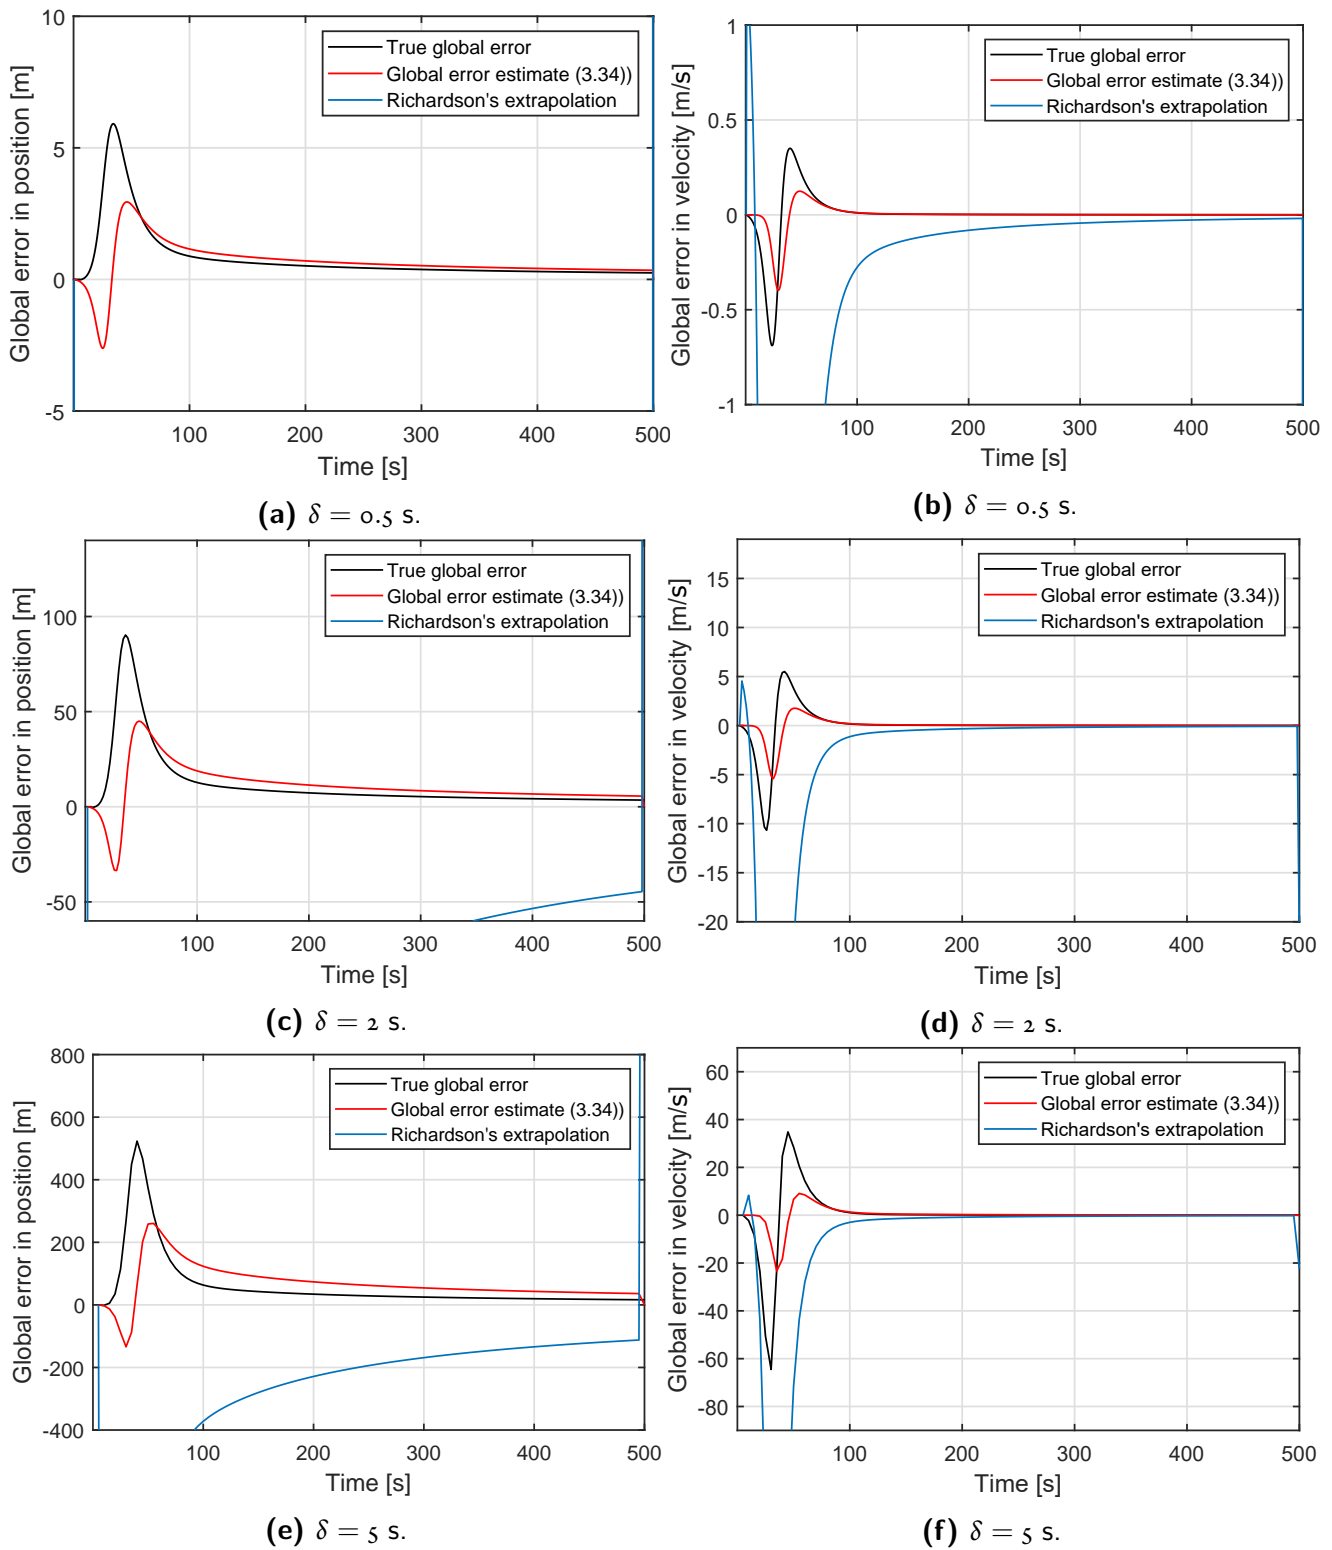 Global error in position [m]
10
5
0
-5
100
200
300
400
500
Time [s]
True global error
Global error estimate (3.34))
Richardson's extrapolation
(a) δ = 0.5 s.
Global error in velocity [m/s]
1
0.5
0
-0.5
-1
100
200
300
400
500
Time [s]
True global error
Global error estimate (3.34))
Richardson's extrapolation
(b) δ = 0.5 s.
Global error in position [m]
100
50
0
-50
100
200
300
400
500
Time [s]
True global error
Global error estimate (3.34))
Richardson's extrapolation
(c) δ = 2 s.
Global error in velocity [m/s]
15
10
5
0
-5
-10
-15
-20
100
200
300
400
500
Time [s]
True global error
Global error estimate (3.34))
Richardson's extrapolation
(d) δ = 2 s.
Global error in position [m]
800
600
400
200
0
-200
-400
100
200
300
400
500
Time [s]
True global error
Global error estimate (3.34))
Richardson's extrapolation
(e) δ = 5 s.
Global error in velocity [m/s]
60
40
20
0
-20
-40
-60
-80
100
200
300
400
500
Time [s]
True global error
Global error estimate (3.34))
Richardson's extrapolation
(f) δ = 5 s.